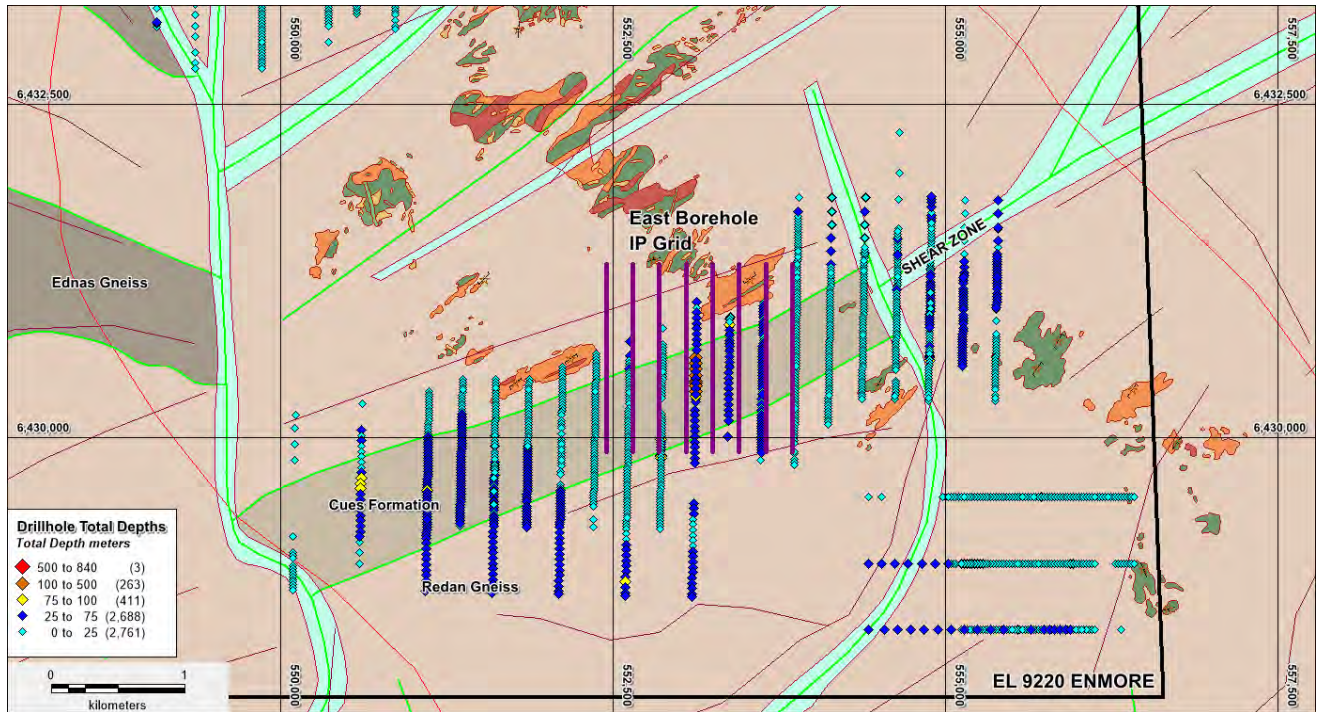 550,000
552,500
555,000
557,500
6,432,500
6,432,500
East Borehole
IP Grid
SHEAR ZONE
Ednas Gneiss
6,430,000
6,430,000
Cues Formation
Redan Gneiss
Drillhole Total Depths
Total Depth meters
500 to 840 (3)
100 to 500 (263)
75 to 100 (411)
25 to 75 (2,688)
0 to 25 (2,761)
0 1
kilometers
550,000
552,500
555,000
557,500
EL 9220 ENMORE